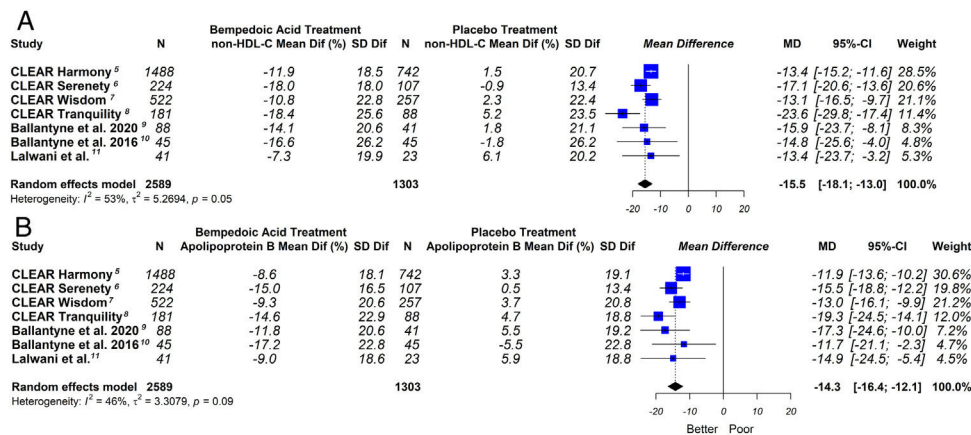 A
Bempedoic Acid Treatment Placebo Treatment
Study N non-HDL-C Mean Dif (%) SD Dif N non-HDL-C Mean Dif (%) SD Dif Mean Difference MD 95%-CI Weight
CLEAR Harmony 5 1488 -11.9 18.5 742 1.5 20.7 -13.4 [-15.2; -11.6] 28.5%
CLEAR Serenety 6 224 -18.0 18.0 107 -0.9 13.4 -17.1 [-20.6; -13.6] 20.6%
CLEAR Wisdom 7 522 -10.8 22.8 257 2.3 22.4 -13.1 [-16.5; -9.7] 21.1%
CLEAR Tranquility 8 181 -18.4 25.6 88 5.2 23.5 -23.6 [-29.8; -17.4] 11.4%
Ballantyne et al. 2020 9 88 -14.1 20.6 41 1.8 21.1 -15.9 [-23.7; -8.1] 8.3%
Ballantyne et al. 2016 10 45 -16.6 26.2 45 -1.8 26.2 -14.8 [-25.6; -4.0] 4.8%
Lalwani et al. 11 41 -7.3 19.9 23 6.1 20.2 -13.4 [-23.7; -3.2] 5.3%
Random effects model 2589 1303 -15.5 [-18.1; -13.0] 100.0%
Heterogeneity: I² = 53%, τ² = 5.2694, p = 0.05
-20 -10 0 10 20
B
Bempedoic Acid Treatment Placebo Treatment
Study N Apolipoprotein B Mean Dif (%) SD Dif N Apolipoprotein B Mean Dif (%) SD Dif Mean Difference MD 95%-CI Weight
CLEAR Harmony 5 1488 -8.6 18.1 742 3.3 19.1 -11.9 [-13.6; -10.2] 30.6%
CLEAR Serenety 6 224 -15.0 16.5 107 0.5 13.4 -15.5 [-18.8; -12.2] 19.8%
CLEAR Wisdom 7 522 -9.3 20.6 257 3.7 20.8 -13.0 [-16.1; -9.9] 21.2%
CLEAR Tranquility 8 181 -14.6 22.9 88 4.7 18.8 -19.3 [-24.5; -14.1] 12.0%
Ballantyne et al. 2020 9 88 -11.8 20.6 41 5.5 19.2 -17.3 [-24.6; -10.0] 7.2%
Ballantyne et al. 2016 10 45 -17.2 22.8 45 -5.5 22.8 -11.7 [-21.1; -2.3] 4.7%
Lalwani et al. 11 41 -9.0 18.6 23 5.9 18.8 -14.9 [-24.5; -5.4] 4.5%
Random effects model 2589 1303 -14.3 [-16.4; -12.1] 100.0%
Heterogeneity: I² = 46%, τ² = 3.3079, p = 0.09
-20 -10 0 10 20
Better Poor